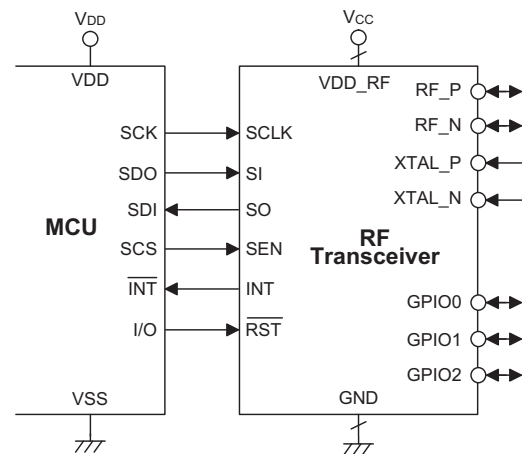 VDD
VCC
VDD
VDD_RF
RF_P
RF_N
SCK
SCLK
XTAL_P
SDO
SI
XTAL_N
SDI
SO
MCU
RF
Transceiver
SCS
SEN
INT
INT
GPIO0
I/O
RST
GPIO1
GPIO2
VSS
GND